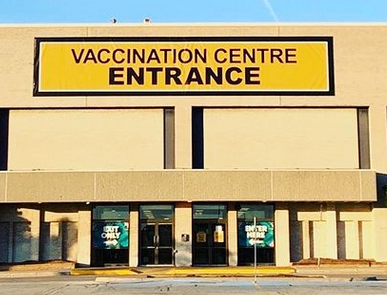 VACCINATION CENTRE
ENTRANCE
EXIT
ONLY
ENTER
HERE